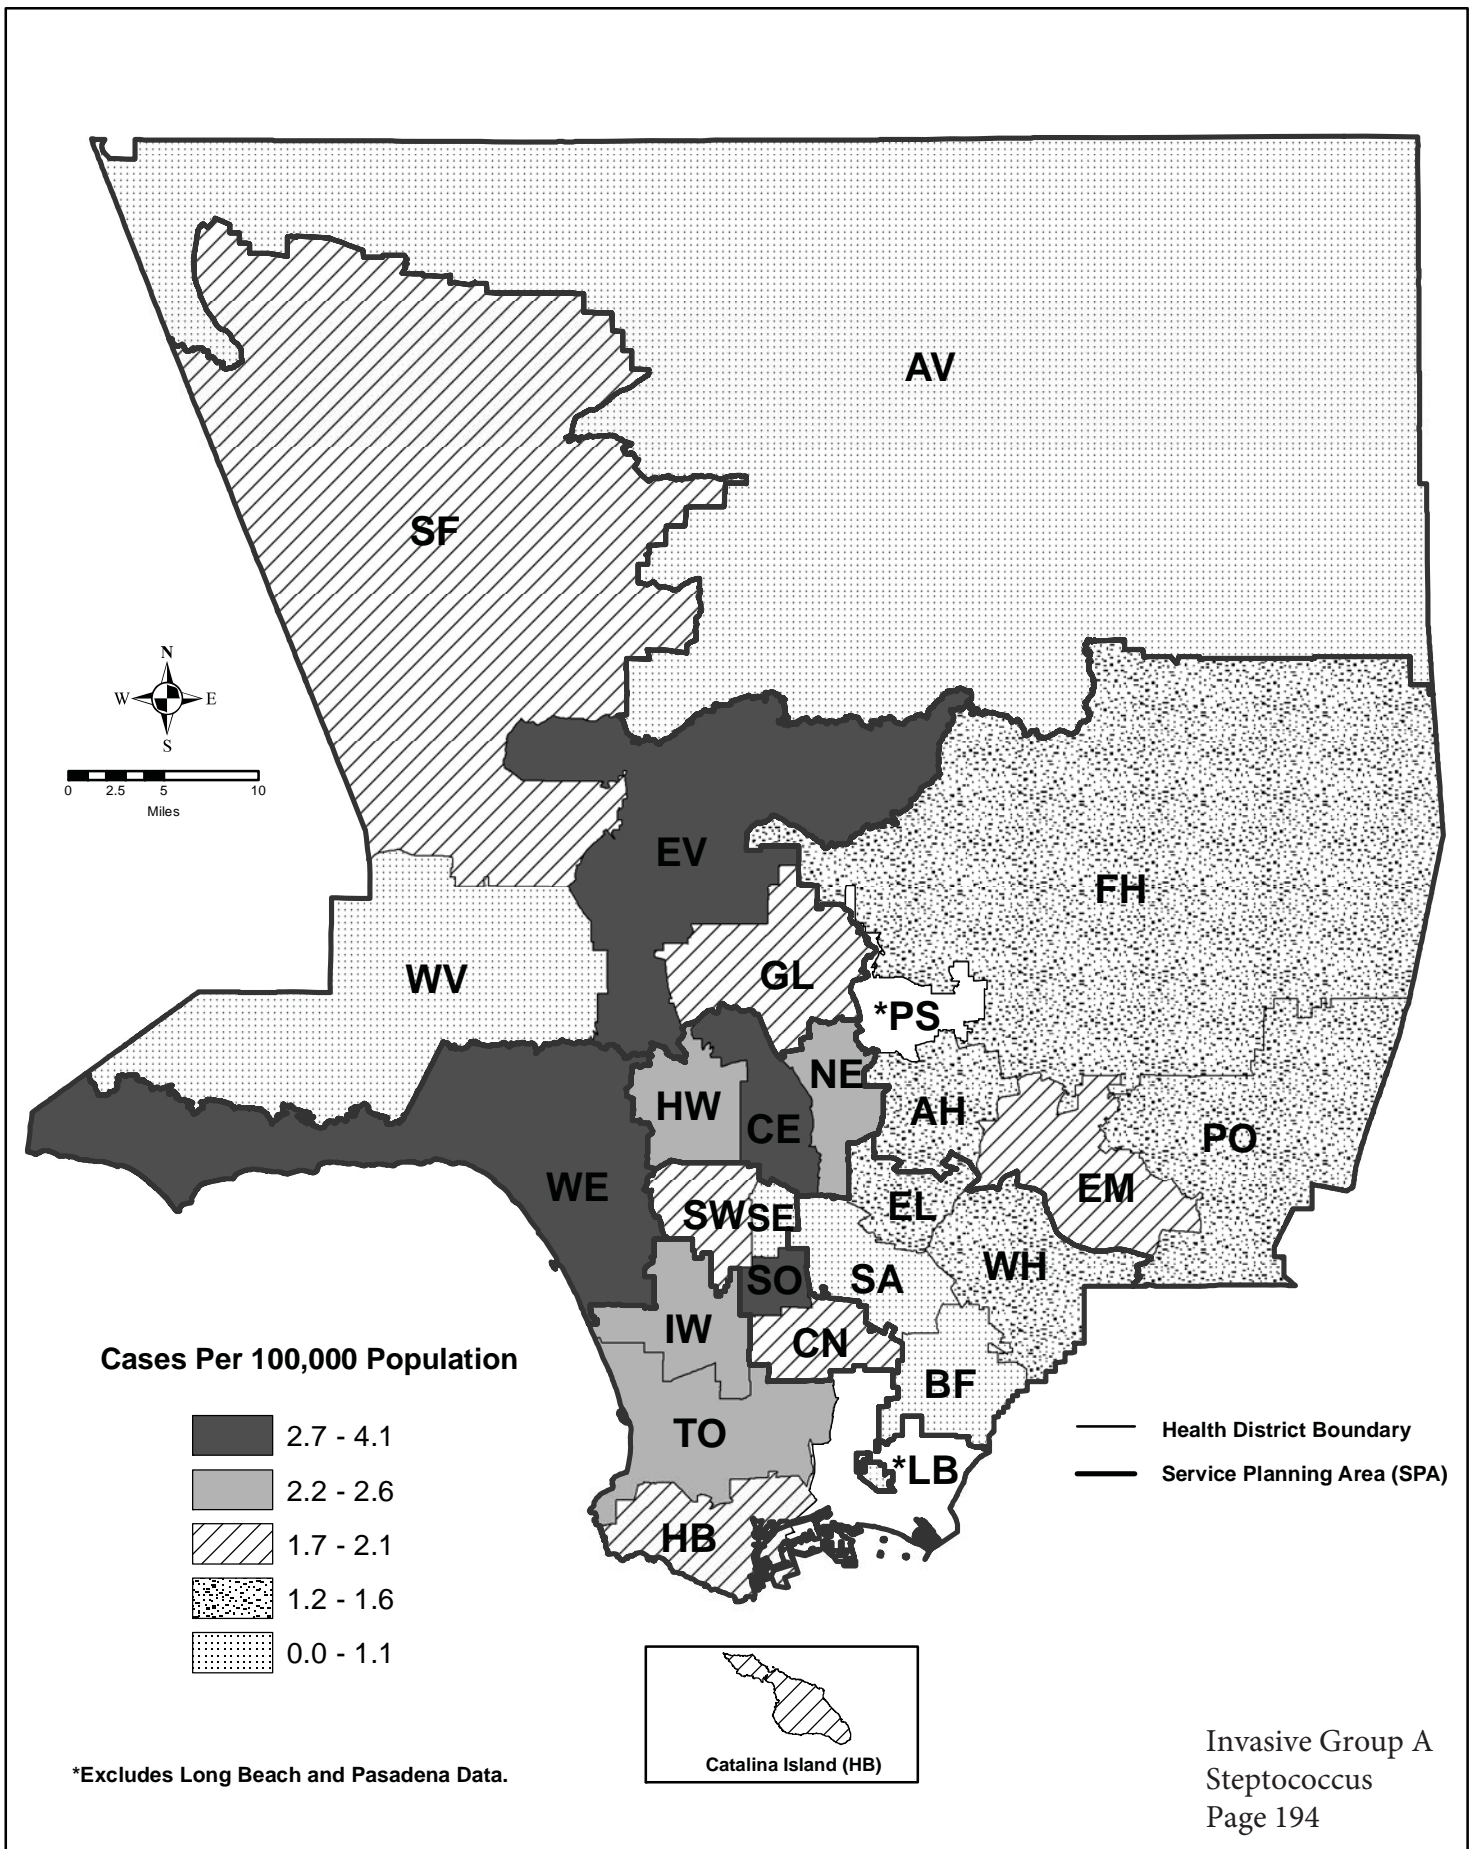 AV
SF
N
W E
S
0 2.5 5 10
Miles
EV
FH
WV
GL
*PS
NE
HW
AH
CE
PO
WE
EM
SW SE
EL
WH
SO
SA
IW
CN
Cases Per 100,000 Population
BF
2.7 - 4.1
TO
Health District Boundary
*LB
Service Planning Area (SPA)
2.2 - 2.6
HB
1.7 - 2.1
1.2 - 1.6
0.0 - 1.1
Catalina Island (HB)
*Excludes Long Beach and Pasadena Data.
Invasive Group A
Steptococcus
Page 194